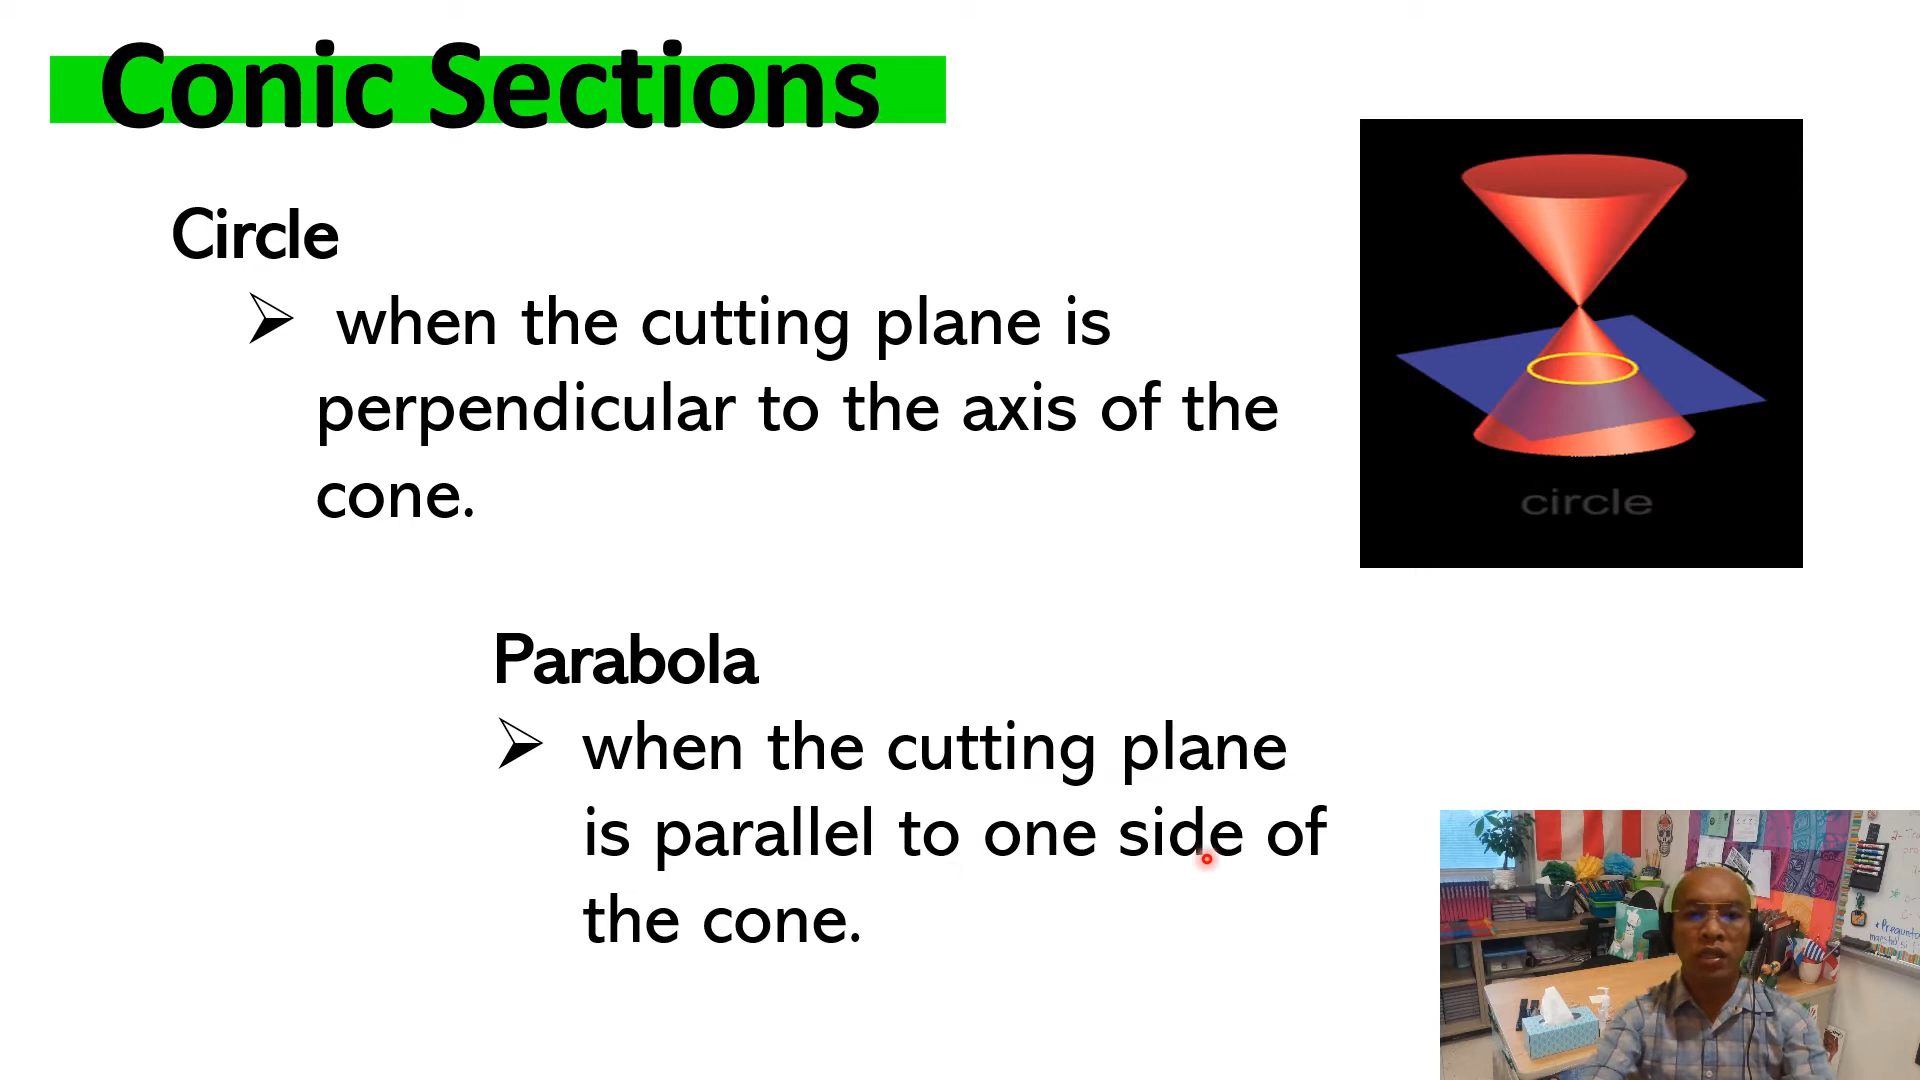 Conic Sections
Circle
➢ when the cutting plane is
perpendicular to the axis of the
cone.
circle
Parabola
➢ when the cutting plane
is parallel to one side of
the cone.